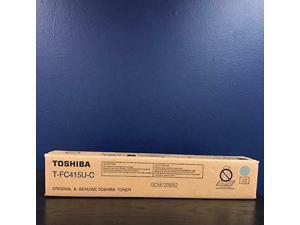 TOSHIBA
T-FC415U-C
ORIGINAL & GENUINE TOSHIBA TONER